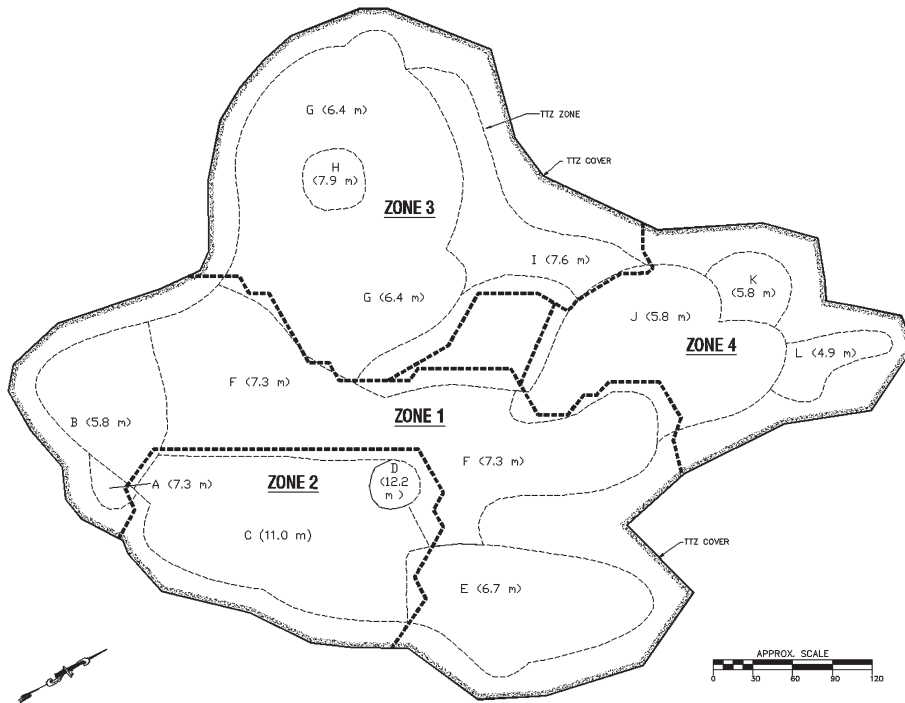 G (6.4 m)
TTZ ZONE
TTZ COVER
H
(7.9 m)
ZONE 3
I (7.6 m)
K
(5.8 m)
G (6.4 m)
J (5.8 m)
ZONE 4
L (4.9 m)
F (7.3 m)
ZONE 1
B (5.8 m)
F (7.3 m)
D
(12.2
m )
A (7.3 m)
ZONE 2
C (11.0 m)
TTZ COVER
E (6.7 m)
APPROX. SCALE
0 30 60 90 120